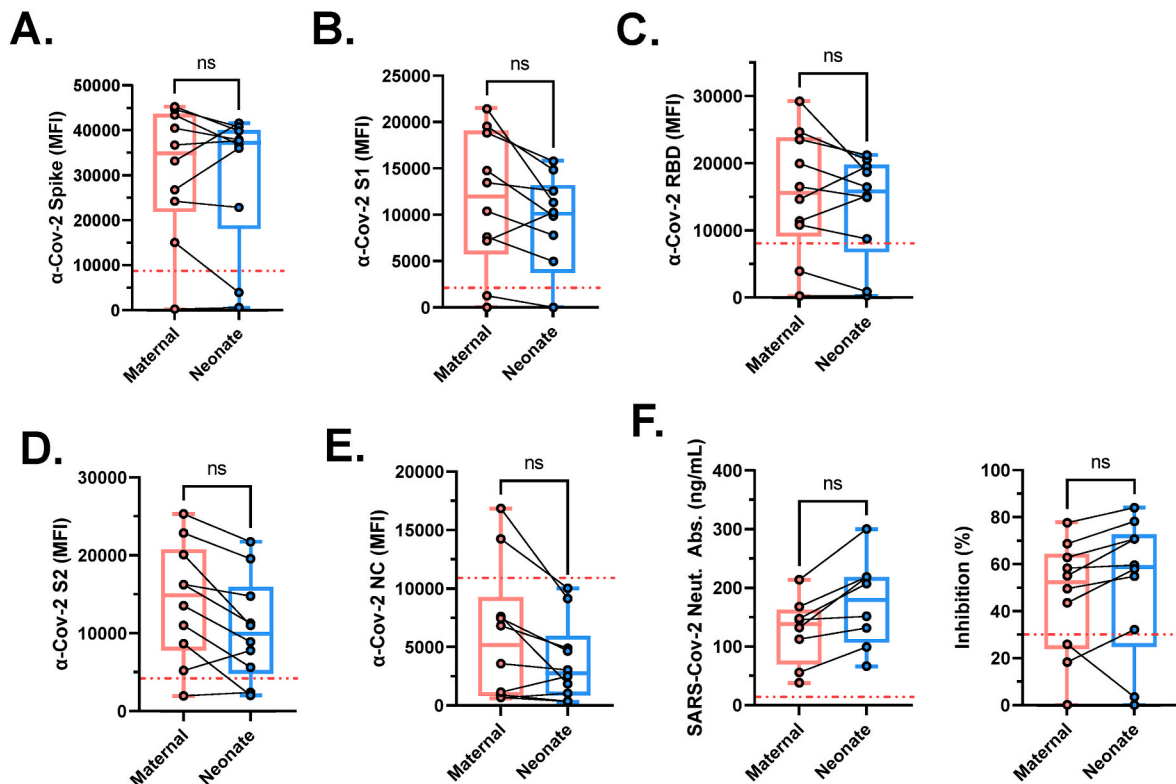 A.
ns
α-Cov-2 Spike (MFI)
50000
40000
30000
20000
10000
0
Maternal
Neonate
B.
ns
α-Cov-2 S1 (MFI)
25000
20000
15000
10000
5000
0
Maternal
Neonate
C.
ns
α-Cov-2 RBD (MFI)
30000
20000
10000
0
Maternal
Neonate
D.
ns
α-Cov-2 S2 (MFI)
30000
20000
10000
0
Maternal
Neonate
E.
ns
α-Cov-2 NC (MFI)
20000
15000
10000
5000
0
Maternal
Neonate
F.
ns
SARS-Cov-2 Neut. Abs. (ng/mL)
400
300
200
100
0
Maternal
Neonate
ns
Inhibition (%)
100
80
60
40
20
0
Maternal
Neonate